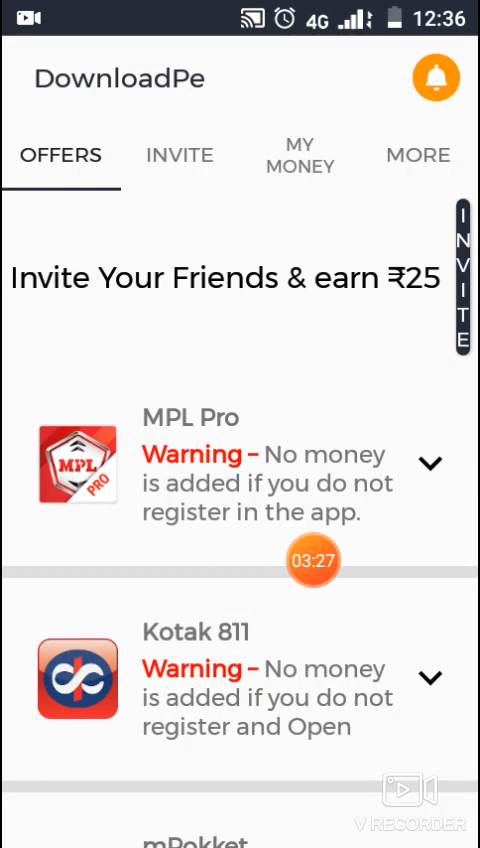 4G 12:36
DownloadPe
OFFERS INVITE MY MONEY MORE
INVITE
Invite Your Friends & earn ₹25
MPL Pro
MPL
PRO
Warning – No money
is added if you do not
register in the app.
03:27
Kotak 811
Warning – No money
is added if you do not
register and Open
V RECORDER
mPokket